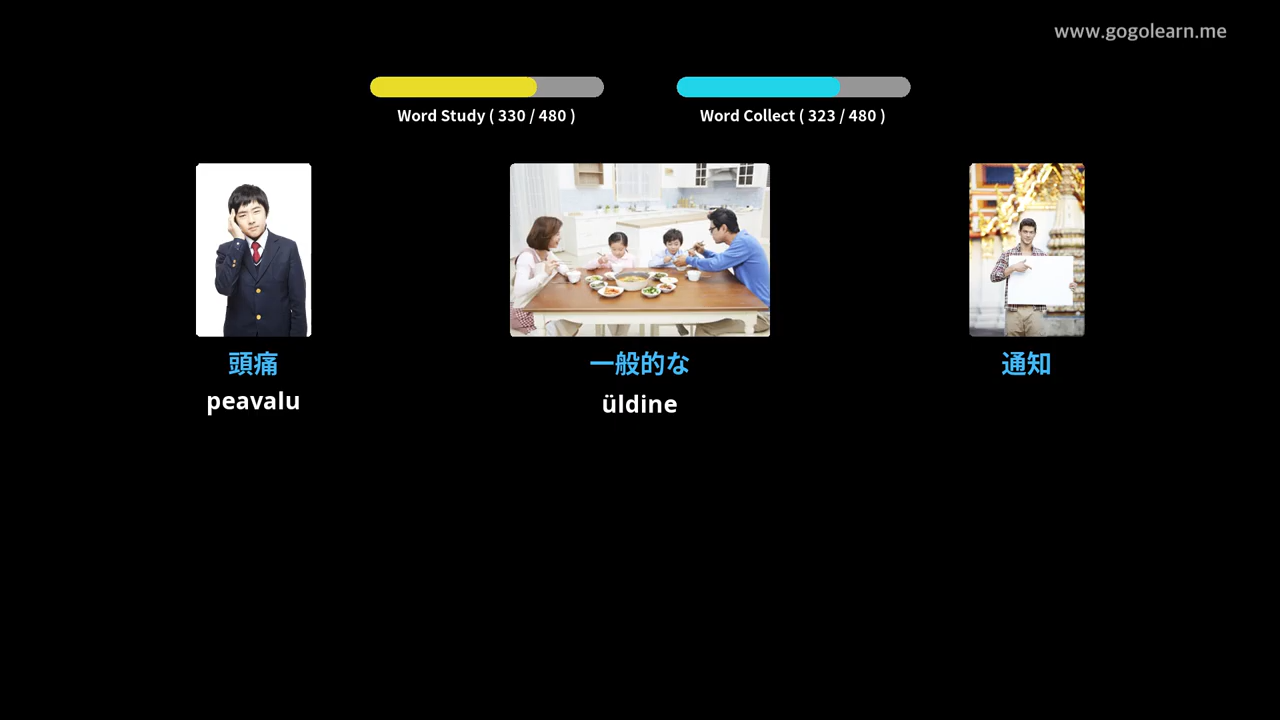 www.gogolearn.me
Word Study ( 330 / 480 )
Word Collect ( 323 / 480 )
頭痛
一般的な
通知
peavalu
üldine